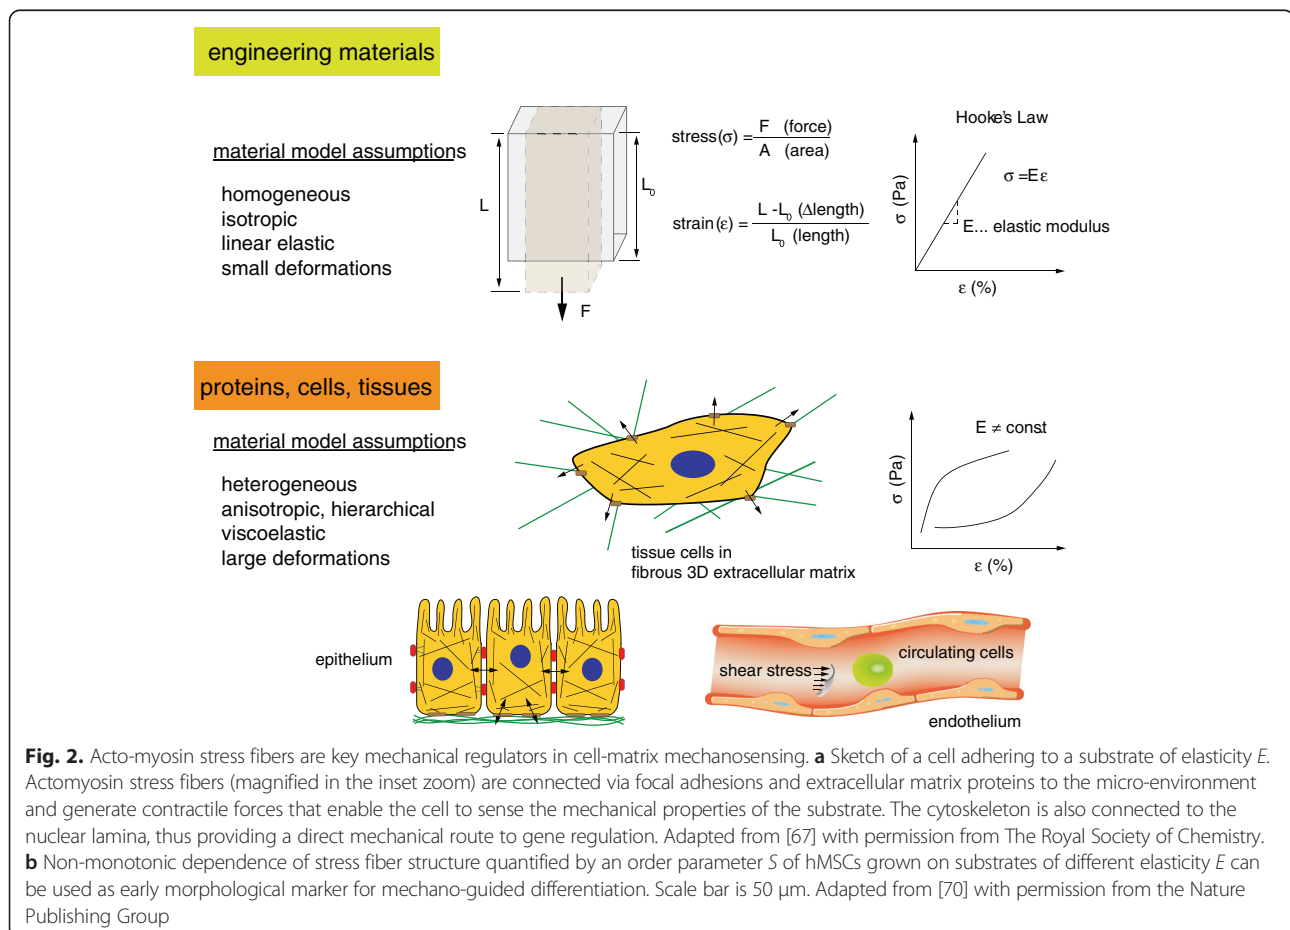 engineering materials
material model assumptions
homogeneous
isotropic
linear elastic
small deformations
L
L0
F
stress(σ) = F (force)
A (area)
strain(ε) = L -L0 (Δlength)
L0 (length)
Hooke's Law
σ (Pa)
σ =Eε
E... elastic modulus
ε (%)
proteins, cells, tissues
material model assumptions
heterogeneous
anisotropic, hierarchical
viscoelastic
large deformations
tissue cells in
fibrous 3D extracellular matrix
E ≠ const
σ (Pa)
ε (%)
epithelium
shear stress
circulating cells
endothelium
Fig. 2. Acto-myosin stress fibers are key mechanical regulators in cell-matrix mechanosensing. a Sketch of a cell adhering to a substrate of elasticity E.
Actomyosin stress fibers (magnified in the inset zoom) are connected via focal adhesions and extracellular matrix proteins to the micro-environment
and generate contractile forces that enable the cell to sense the mechanical properties of the substrate. The cytoskeleton is also connected to the
nuclear lamina, thus providing a direct mechanical route to gene regulation. Adapted from [67] with permission from The Royal Society of Chemistry.
b Non-monotonic dependence of stress fiber structure quantified by an order parameter S of hMSCs grown on substrates of different elasticity E can
be used as early morphological marker for mechano-guided differentiation. Scale bar is 50 μm. Adapted from [70] with permission from the Nature
Publishing Group